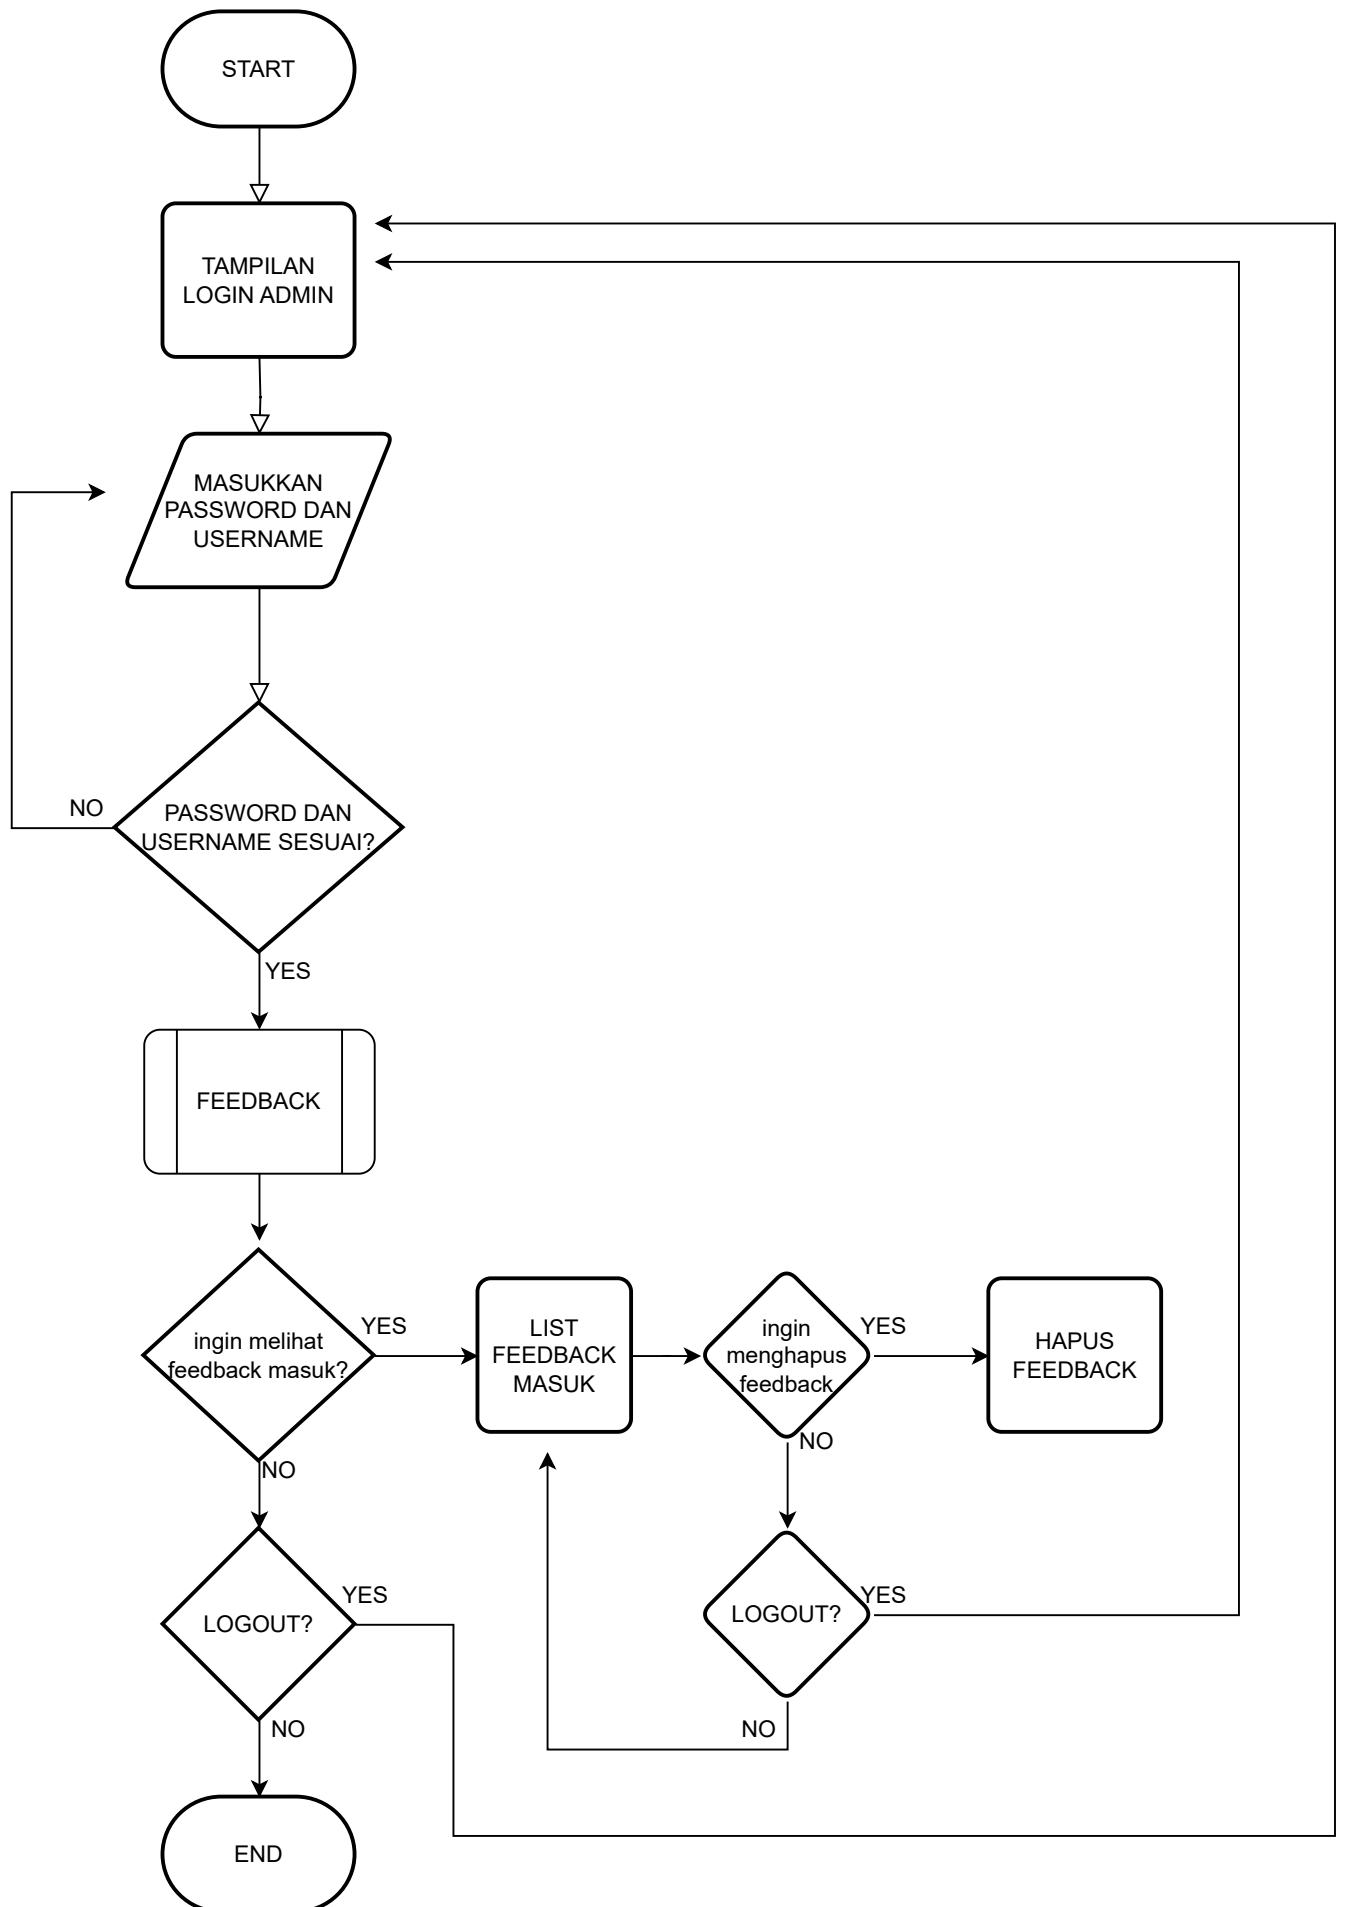 START
TAMPILAN
LOGIN ADMIN
MASUKKAN
PASSWORD DAN
USERNAME
NO
PASSWORD DAN
USERNAME SESUAI?
YES
FEEDBACK
ingin melihat
feedback masuk?
YES
LIST
FEEDBACK
MASUK
ingin
menghapus
feedback
YES
HAPUS
FEEDBACK
NO
NO
LOGOUT?
YES
LOGOUT?
YES
NO
NO
END